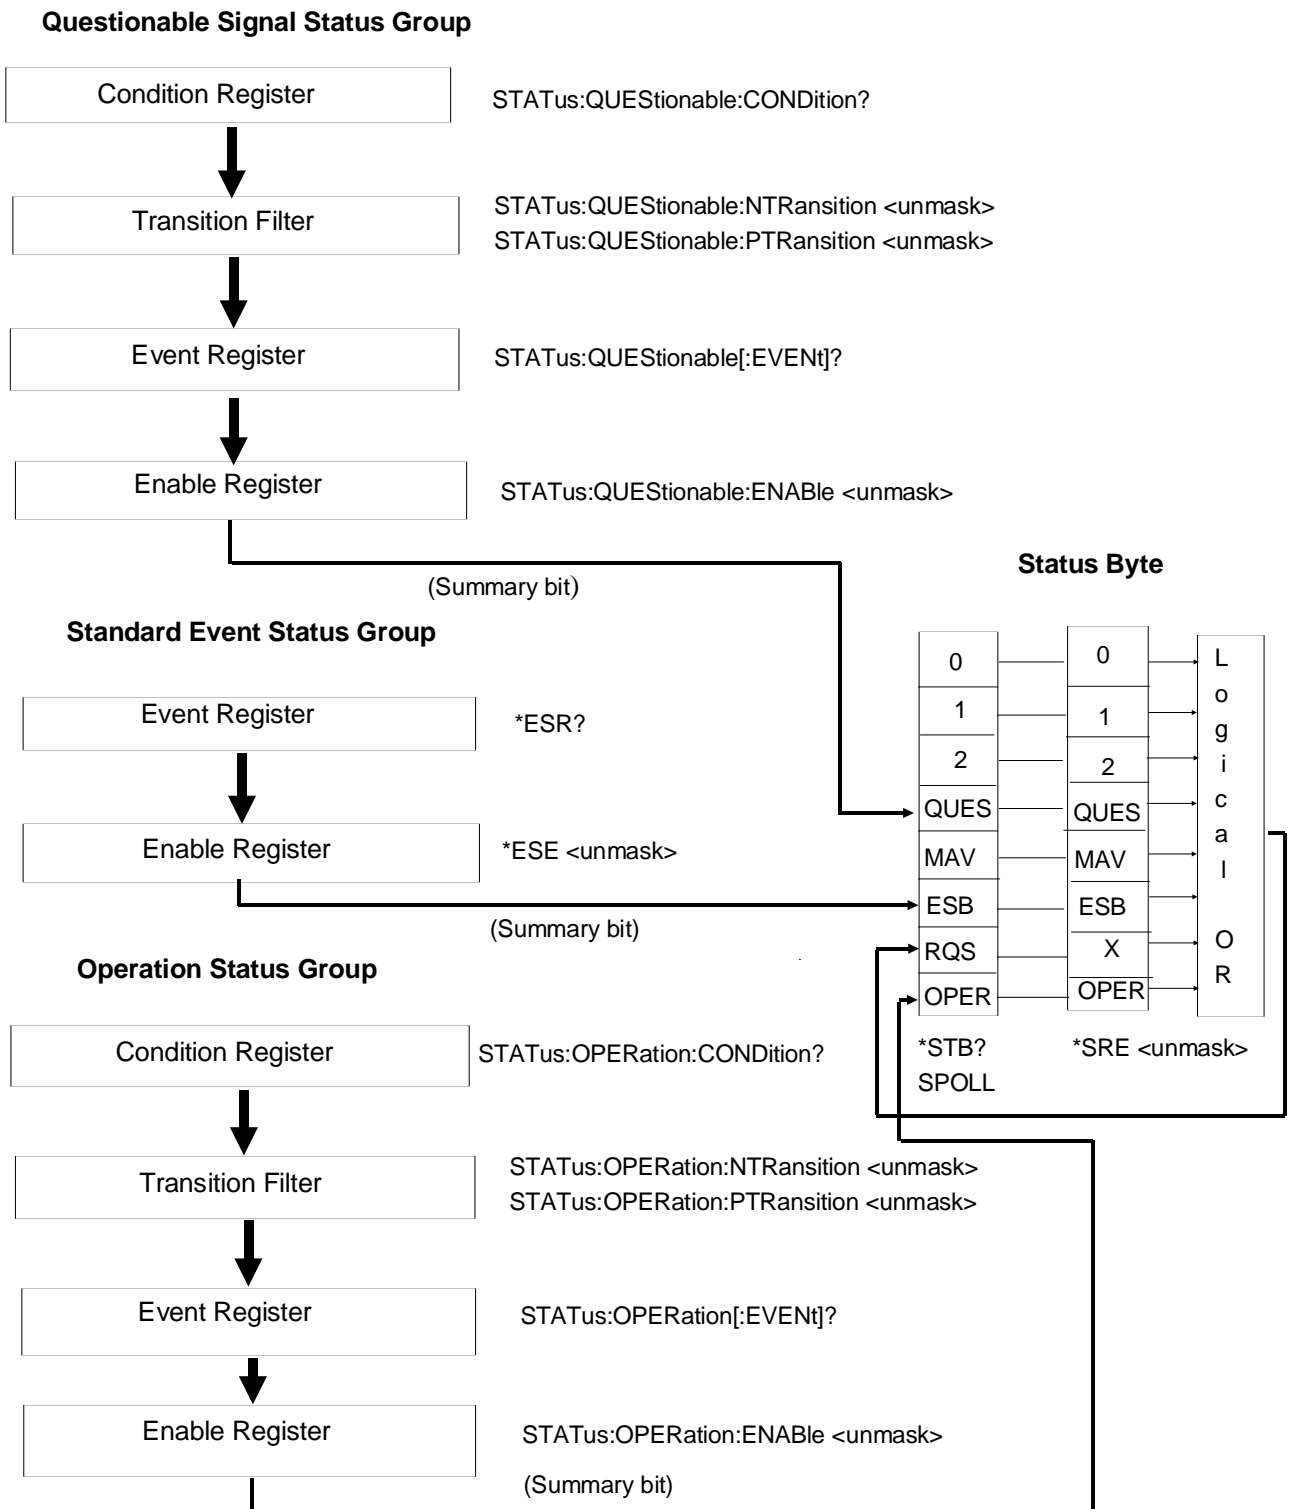 Questionable Signal Status Group
Condition Register
STATus:QUEStionable:CONDition?
Transition Filter
STATus:QUEStionable:NTRansition <unmask>
STATus:QUEStionable:PTRansition <unmask>
Event Register
STATus:QUEStionable[:EVENt]?
Enable Register
STATus:QUEStionable:ENABle <unmask>
(Summary bit)
Standard Event Status Group
Event Register
*ESR?
Enable Register
*ESE <unmask>
(Summary bit)
Status Byte
0 0
1 1
2 2
QUES QUES
MAV MAV
ESB ESB
RQS X
OPER OPER
Logical OR
*STB?
SPOLL
*SRE <unmask>
Operation Status Group
Condition Register
STATus:OPERation:CONDition?
Transition Filter
STATus:OPERation:NTRansition <unmask>
STATus:OPERation:PTRansition <unmask>
Event Register
STATus:OPERation[:EVENt]?
Enable Register
STATus:OPERation:ENABle <unmask>
(Summary bit)